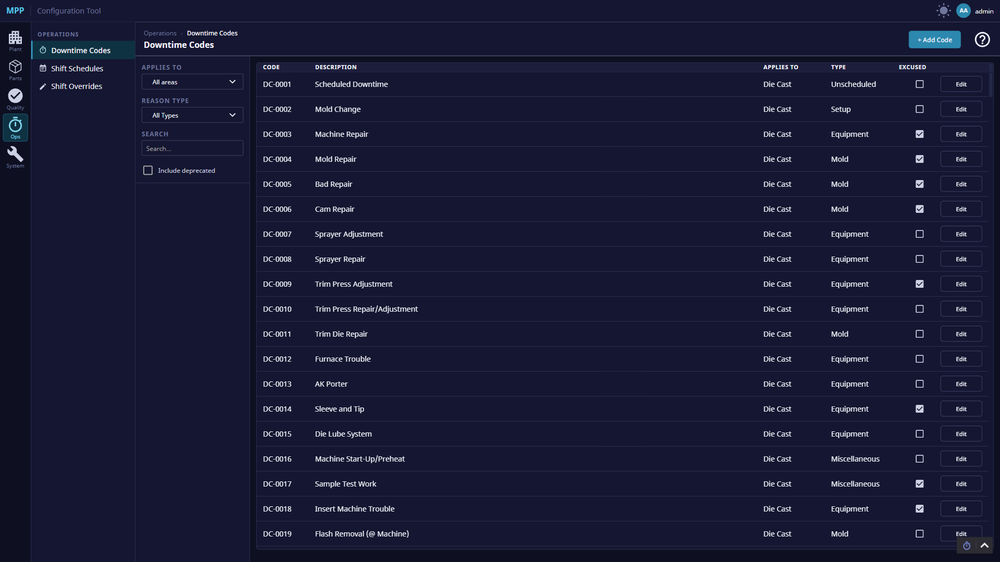 MPP Configuration Tool
AA admin
Plant
Parts
Quality
Ops
System
OPERATIONS
Downtime Codes
Shift Schedules
Shift Overrides
Operations › Downtime Codes
Downtime Codes
+ Add Code
APPLIES TO
All areas
REASON TYPE
All Types
SEARCH
Search...
Include deprecated
CODE DESCRIPTION APPLIES TO TYPE EXCUSED
DC-0001 Scheduled Downtime Die Cast Unscheduled Edit
DC-0002 Mold Change Die Cast Setup Edit
DC-0003 Machine Repair Die Cast Equipment Edit
DC-0004 Mold Repair Die Cast Mold Edit
DC-0005 Bad Repair Die Cast Mold Edit
DC-0006 Cam Repair Die Cast Mold Edit
DC-0007 Sprayer Adjustment Die Cast Equipment Edit
DC-0008 Sprayer Repair Die Cast Equipment Edit
DC-0009 Trim Press Adjustment Die Cast Equipment Edit
DC-0010 Trim Press Repair/Adjustment Die Cast Equipment Edit
DC-0011 Trim Die Repair Die Cast Mold Edit
DC-0012 Furnace Trouble Die Cast Equipment Edit
DC-0013 AK Porter Die Cast Equipment Edit
DC-0014 Sleeve and Tip Die Cast Equipment Edit
DC-0015 Die Lube System Die Cast Equipment Edit
DC-0016 Machine Start-Up/Preheat Die Cast Miscellaneous Edit
DC-0017 Sample Test Work Die Cast Miscellaneous Edit
DC-0018 Insert Machine Trouble Die Cast Equipment Edit
DC-0019 Flash Removal (@ Machine) Die Cast Mold Edit